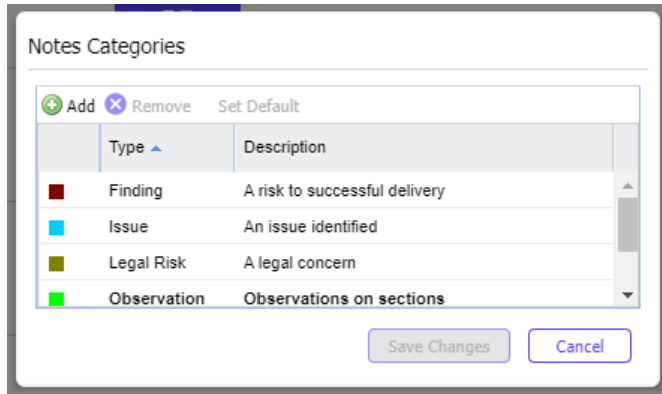 Notes Categories
Add Remove Set Default
Type Description
Finding A risk to successful delivery
Issue An issue identified
Legal Risk A legal concern
Observation Observations on sections
Save Changes Cancel